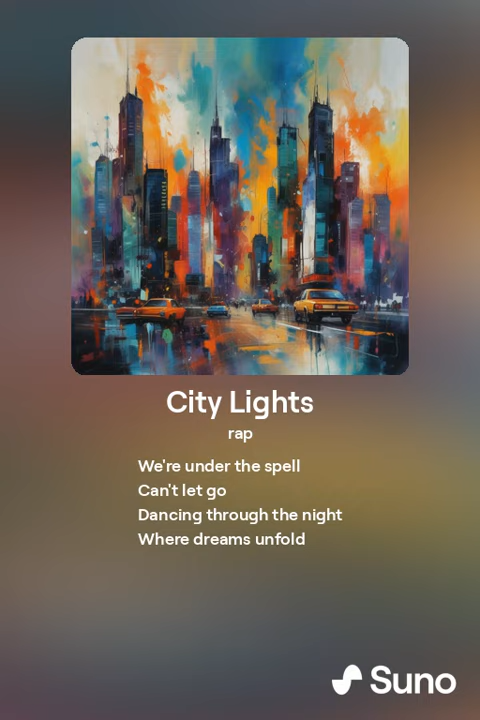 City Lights
rap
We're under the spell
Can't let go
Dancing through the night
Where dreams unfold
Suno